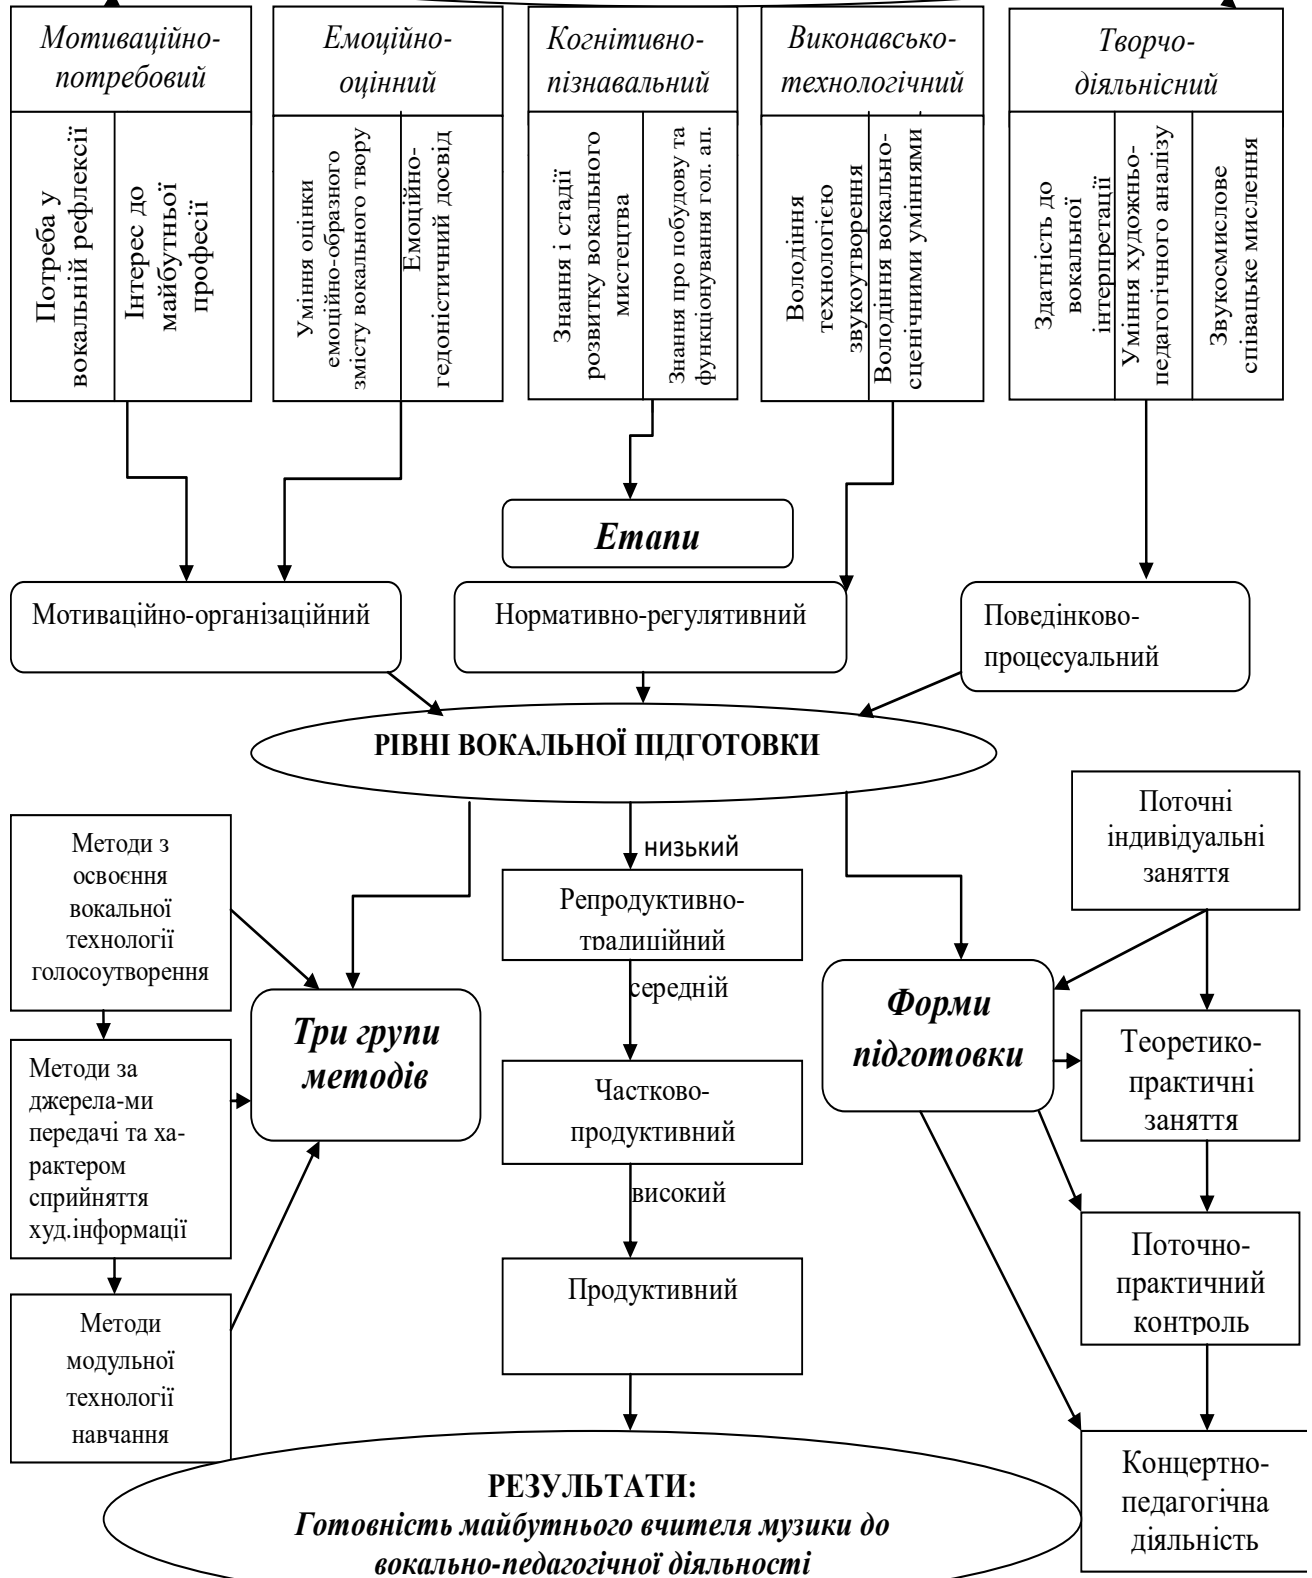 Мотиваційно-
потребовий
Емоційно-
оцінний
Когнітивно-
пізнавальний
Виконавсько-
технологічний
Творчо-
діяльнісний
Потреба у
вокальній рефлексії
Інтерес до
майбутньої
професії
Уміння оцінки
емоційно-образного
змісту вокального твору
Емоційно-
гедоністичний досвід
Знання і стадії
розвитку вокального
мистецтва
Знання про побудову та
функціонування гол. ап.
Володіння
технологією
звукоутворення
Володіння вокально-
сценічними уміннями
Здатність до
вокальної
інтерпретації
Уміння художньо-
педагогічного аналізу
Звукосмислове
співацьке мислення
Етапи
Мотиваційно-організаційний
Нормативно-регулятивний
Поведінково-
процесуальний
РІВНІ ВОКАЛЬНОЇ ПІДГОТОВКИ
Методи з
освоєння
вокальної
технології
голосоутворення
Методи за
джерела-ми
передачі та ха-
рактером
сприйняття
худ.інформації
Методи
модульної
технології
навчання
Три групи
методів
низький
Репродуктивно-
традиційний
середній
Частково-
продуктивний
високий
Продуктивний
Форми
підготовки
Поточні
індивідуальні
заняття
Теоретико-
практичні
заняття
Поточно-
практичний
контроль
Концертно-
педагогічна
діяльність
РЕЗУЛЬТАТИ:
Готовність майбутнього вчителя музики до
вокально-педагогічної діяльності